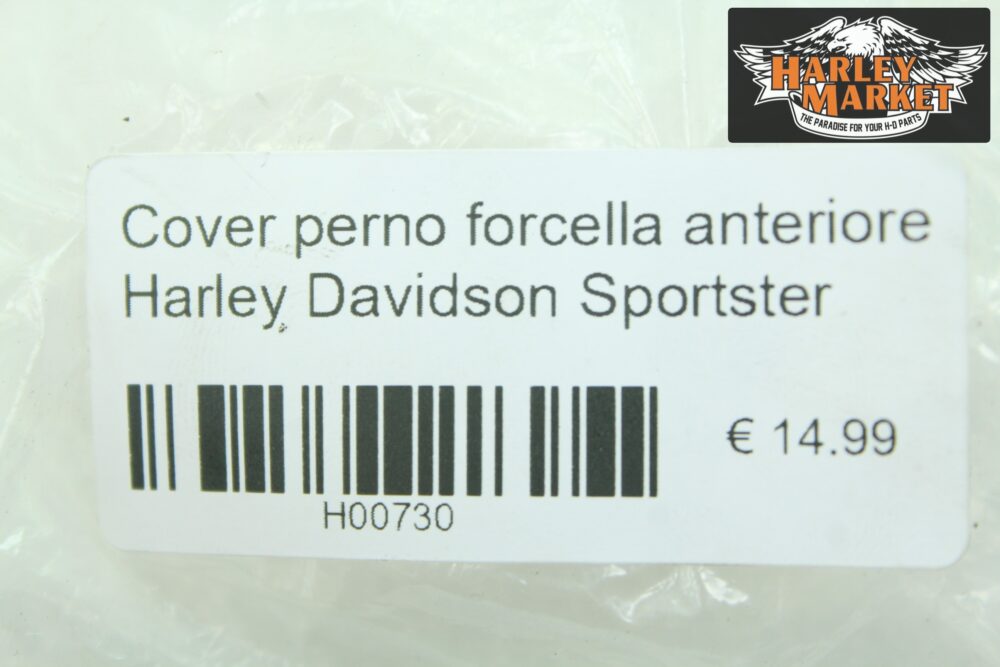 HARLEY
MARKET
THE PARADISE FOR YOUR H-D PARTS
Cover perno forcella anteriore
Harley Davidson Sportster
€ 14.99
H00730